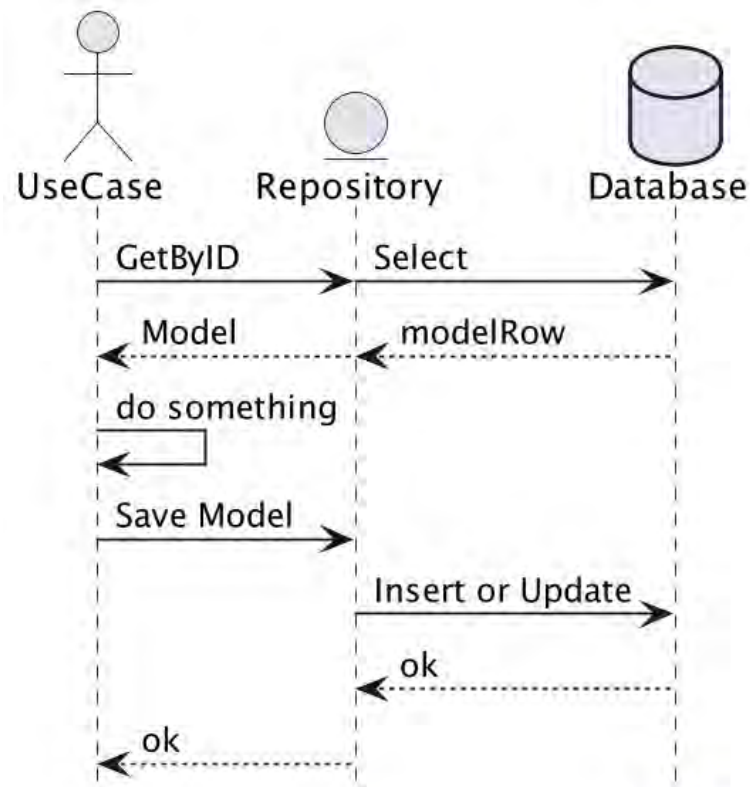 UseCase
Repository
Database
GetByID
Select
Model
modelRow
do something
Save Model
Insert or Update
ok
ok